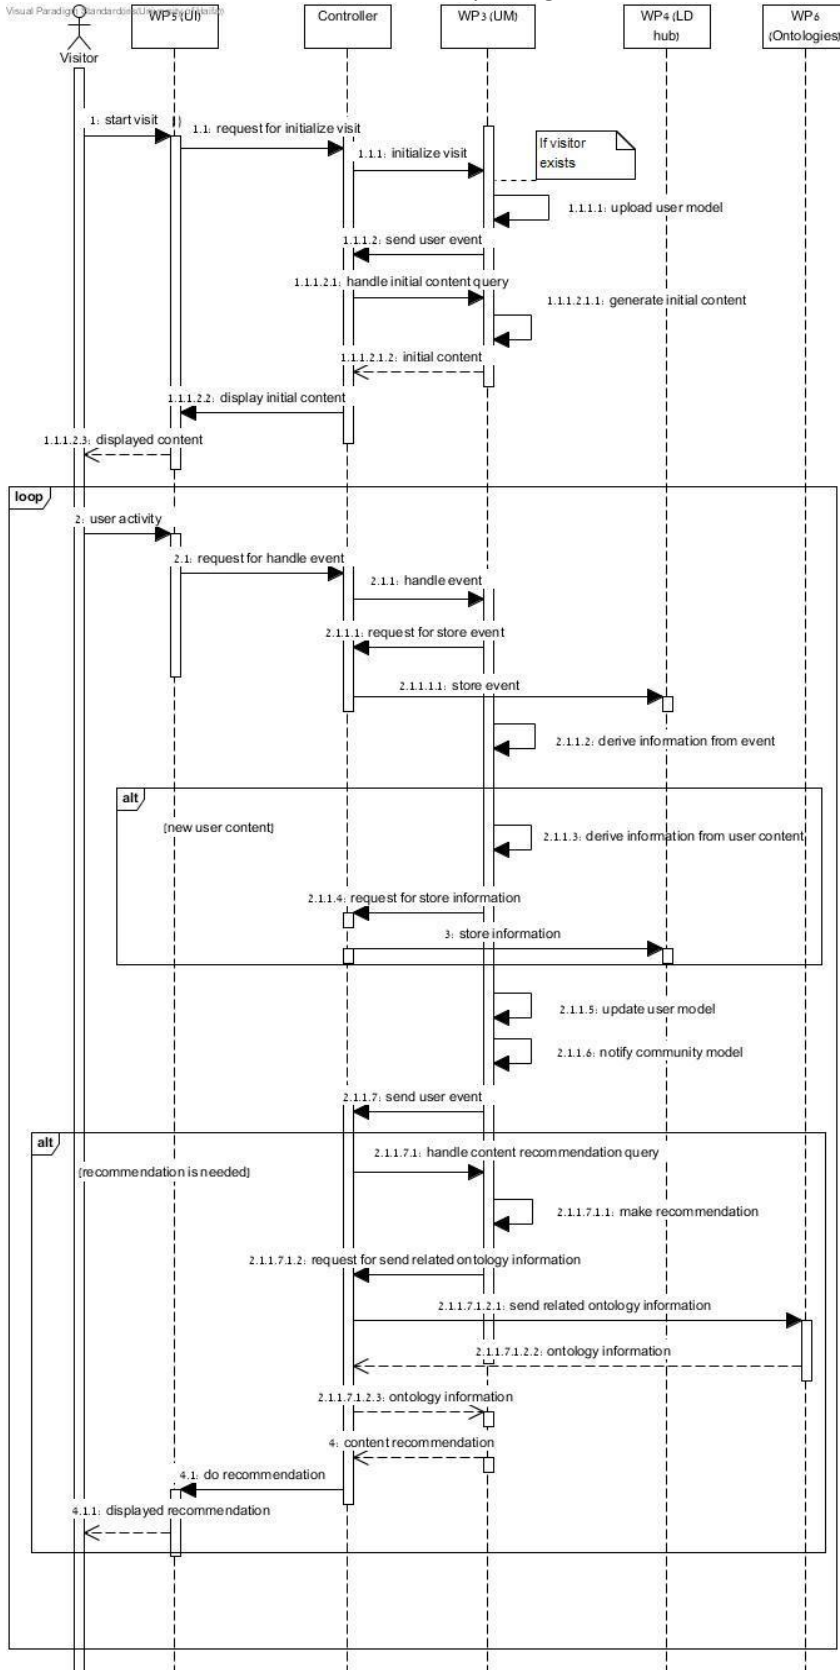 Visual Paradigm Standard
WP5 (UI)
Controller
WP3 (UM)
WP4 (LD
hub)
WP6
(Ontologies)
Visitor
1: start visit
1.1: request for initialize visit
If visitor
exists
1.1.1: initialize visit
1.1.1.1: upload user model
1.1.1.2: send user event
1.1.1.2.1: handle initial content query
1.1.1.2.1.1: generate initial content
1.1.1.2.1.2: initial content
1.1.1.2.2: display initial content
1.1.1.2.3: displayed content
loop
2: user activity
2.1: request for handle event
2.1.1: handle event
2.1.1.1: request for store event
2.1.1.1.1: store event
2.1.1.2: derive information from event
alt
[new user content]
2.1.1.3: derive information from user content
2.1.1.4: request for store information
3: store information
2.1.1.5: update user model
2.1.1.6: notify community model
2.1.1.7: send user event
alt
[recommendation is needed]
2.1.1.7.1: handle content recommendation query
2.1.1.7.1.1: make recommendation
2.1.1.7.1.2: request for send related ontology information
2.1.1.7.1.2.1: send related ontology information
2.1.1.7.1.2.2: ontology information
2.1.1.7.1.2.3: ontology information
4: content recommendation
4.1: do recommendation
4.1.1: displayed recommendation